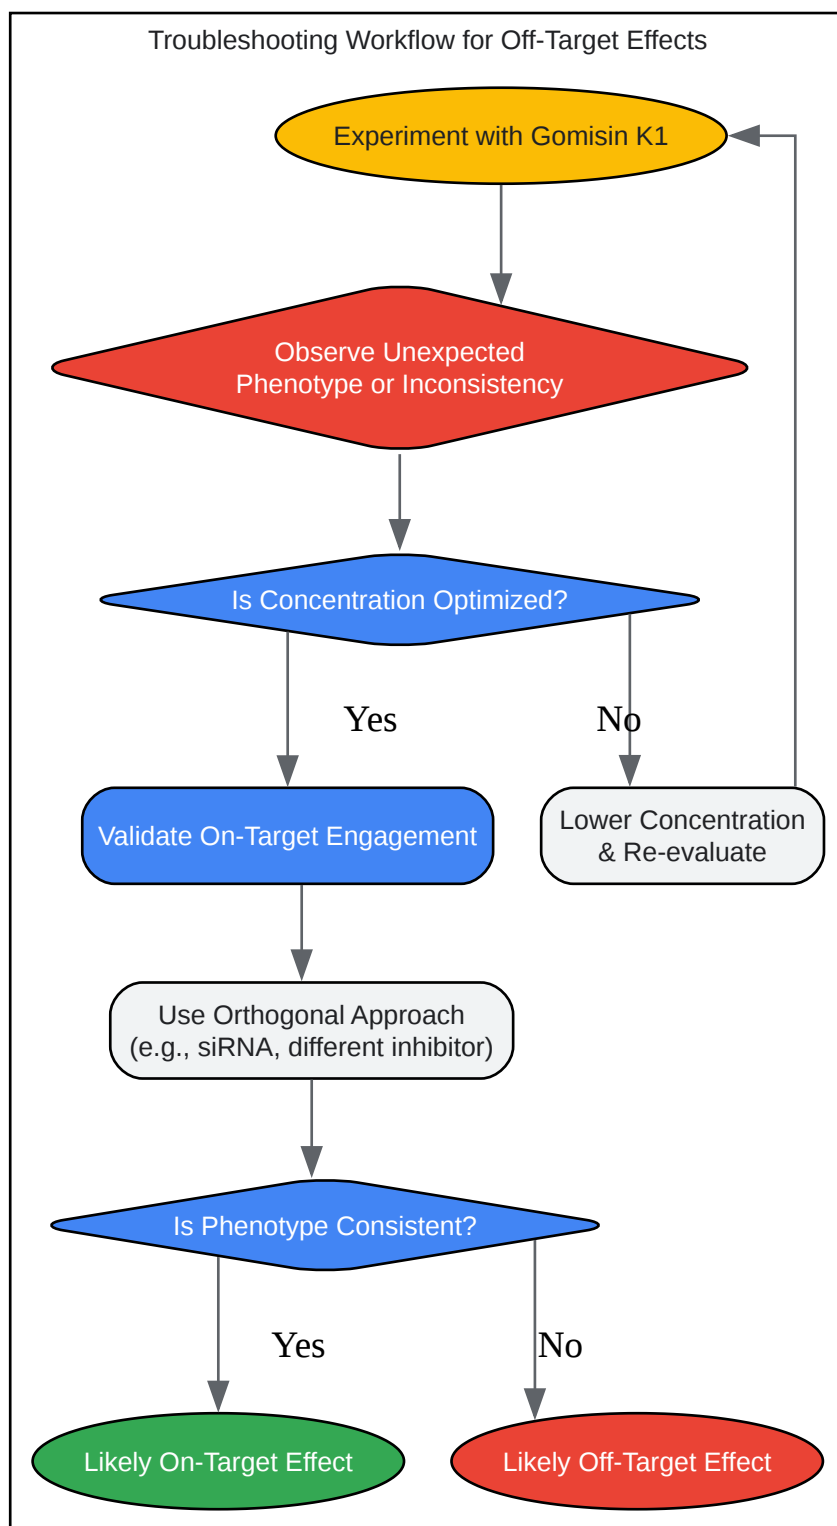 Troubleshooting Workflow for Off-Target Effects
Experiment with Gomisin K1
Observe Unexpected
Phenotype or Inconsistency
Is Concentration Optimized?
Yes
No
Validate On-Target Engagement
Lower Concentration
& Re-evaluate
Use Orthogonal Approach
(e.g., siRNA, different inhibitor)
Is Phenotype Consistent?
Yes
No
Likely On-Target Effect
Likely Off-Target Effect